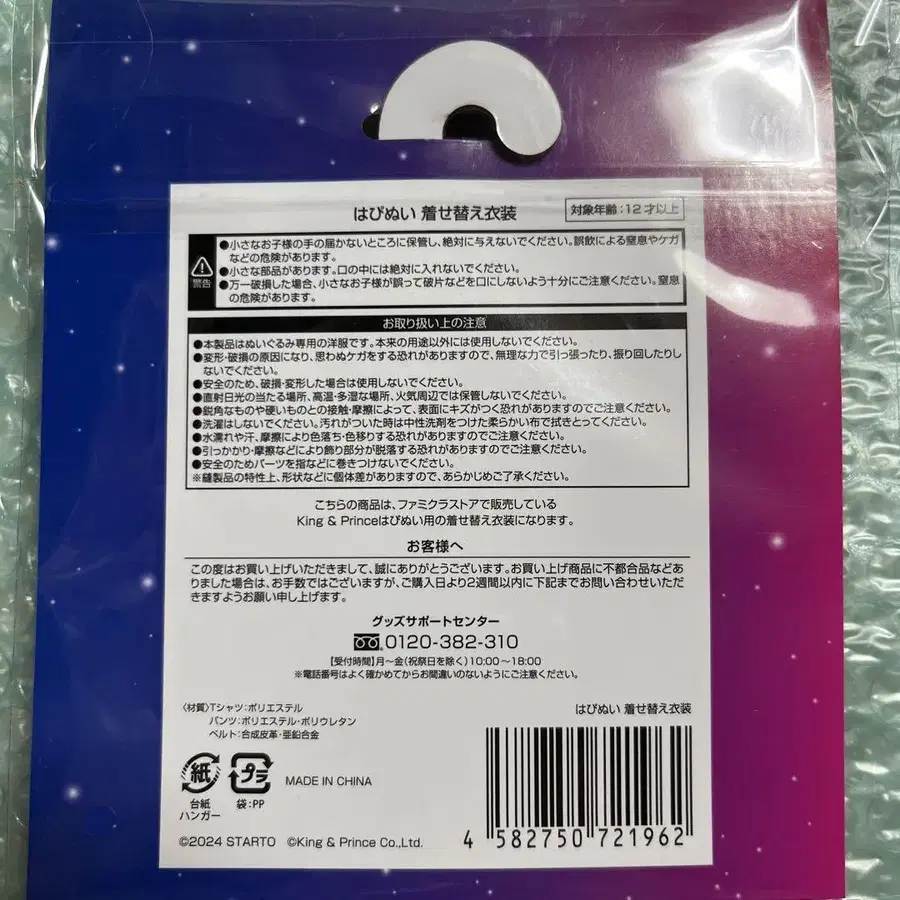 はぴぬい 着せ替え衣装
対象年齢:12才以上
警告
●小さなお子様の手の届かないところに保管し、絶対に与えないでください。誤飲による窒息やケガ
などの危険があります。
●小さな部品があります。口の中には絶対に入れないでください。
●万一破損した場合、小さなお子様が誤って破片などを口にしないよう十分にご注意ください。窒息
の危険があります。
お取り扱い上の注意
●本製品はぬいぐるみ専用の洋服です。本来の用途以外には使用しないでください。
●変形・破損の原因になり、思わぬケガをする恐れがありますので、無理な力で引っ張ったり、振り回したりし
ないでください。
●安全のため、破損・変形した場合は使用しないでください。
●直射日光の当たる場所、高温・多湿な場所、火気周辺では保管しないでください。
●鋭角なものや硬いものとの接触・摩擦によって、表面にキズがつく恐れがありますのでご注意ください。
●洗濯はしないでください。汚れがついた時は中性洗剤をつけた柔らかい布で拭きとってください。
●水濡れや汗、摩擦により色落ち・色移りする恐れがありますのでご注意ください。
●引っかかり・摩擦などにより飾り部分が脱落する恐れがありますのでご注意ください。
●安全のためパーツを指などに巻きつけないでください。
※縫製品の特性上、形状などに個体差がありますので、あらかじめご了承ください。
こちらの商品は、ファミクラストアで販売している
King & Princeはぴぬい用の着せ替え衣装になります。
お客様へ
この度はお買い上げいただきまして、誠にありがとうございます。お買い上げ商品に不都合品などあ
りました場合は、お手数ではございますが、ご購入日より2週間以内に下記までお問い合わせいただ
きますようお願い申し上げます。
グッズサポートセンター
0120-382-310
【受付時間】月～金(祝祭日を除く)10:00～18:00
※電話番号はよく確かめてからお間違いのないようにご注意ください。
〈材質〉Tシャツ:ポリエステル
パンツ:ポリエステル・ポリウレタン
ベルト:合成皮革・亜鉛合金
はぴぬい 着せ替え衣装
紙
プラ
MADE IN CHINA
台紙
ハンガー
袋:PP
©2024 STARTO ©King & Prince Co.,Ltd.
4 582750 721962